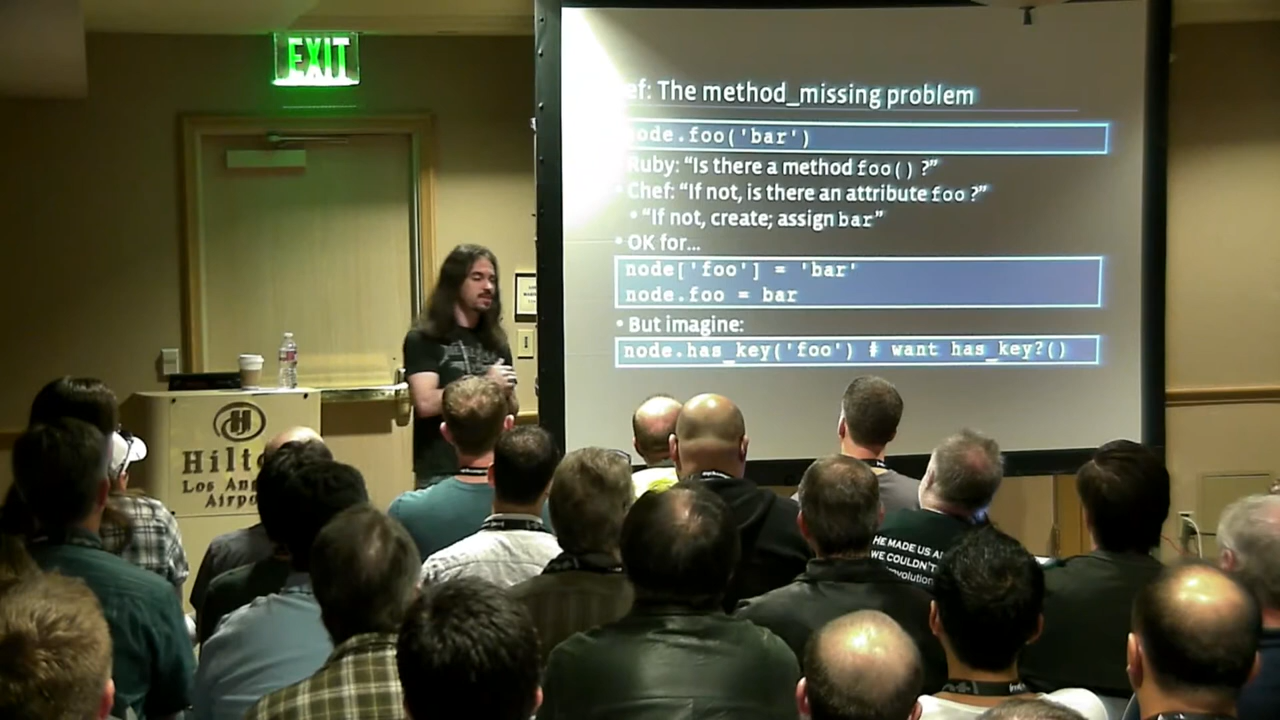 EXIT
ef: The method_missing problem
node.foo('bar')
Ruby: “Is there a method foo() ?”
• Chef: “If not, is there an attribute foo ?”
• “If not, create; assign bar”
• OK for...
node['foo'] = 'bar'
node.foo = bar
• But imagine:
node.has_key('foo') # want has_key?()
Hilt
Los An
Airpo
HE MADE US A
WE COULDN'T
volution